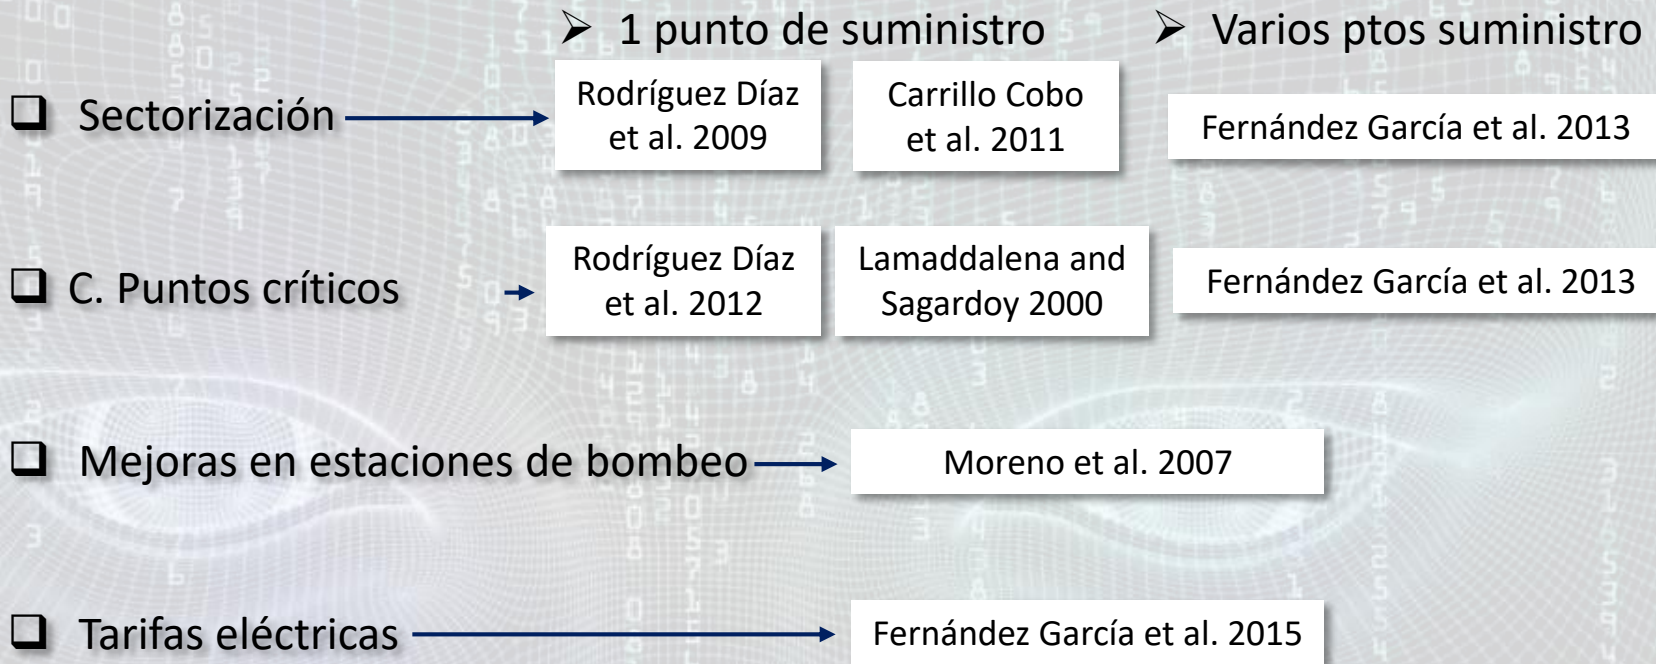 ➢ 1 punto de suministro
➢ Varios ptos suministro
❑ Sectorización
Rodríguez Díaz
et al. 2009
Carrillo Cobo
et al. 2011
Fernández García et al. 2013
❑ C. Puntos críticos
Rodríguez Díaz
et al. 2012
Lamaddalena and
Sagardoy 2000
Fernández García et al. 2013
❑ Mejoras en estaciones de bombeo
Moreno et al. 2007
❑ Tarifas eléctricas
Fernández García et al. 2015